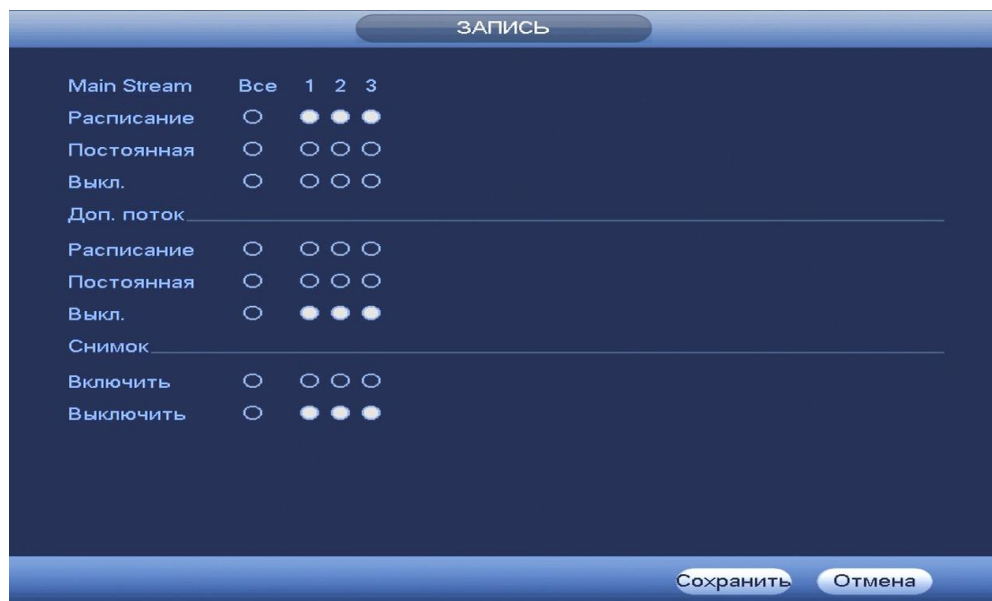 ЗАПИСЬ
Main Stream Все 1 2 3
Расписание
Постоянная
Выкл.
Доп. поток
Расписание
Постоянная
Выкл.
Снимок
Включить
Выключить
Сохранить Отмена